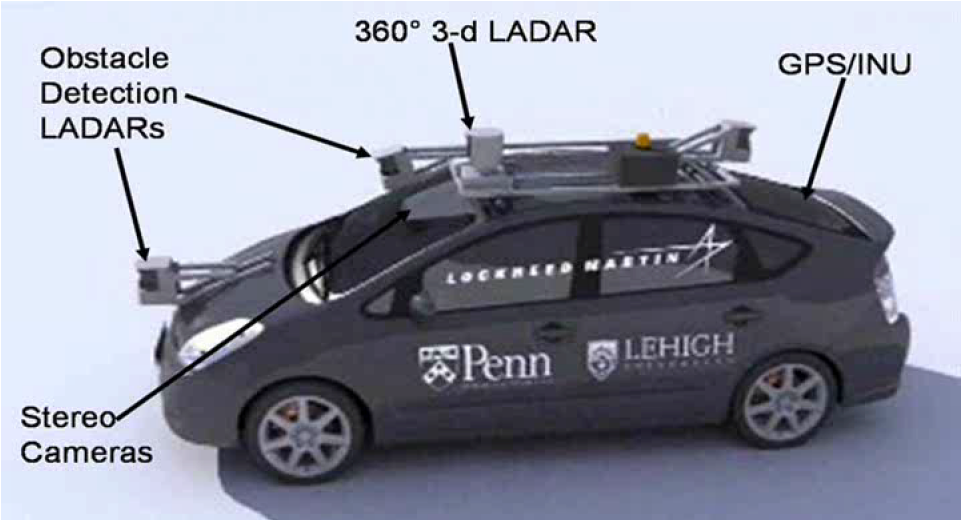 360° 3-d LADAR
Obstacle
Detection
LADARs
GPS/INU
LOCKHEED MARTIN
Penn
LEHIGH
Stereo
Cameras